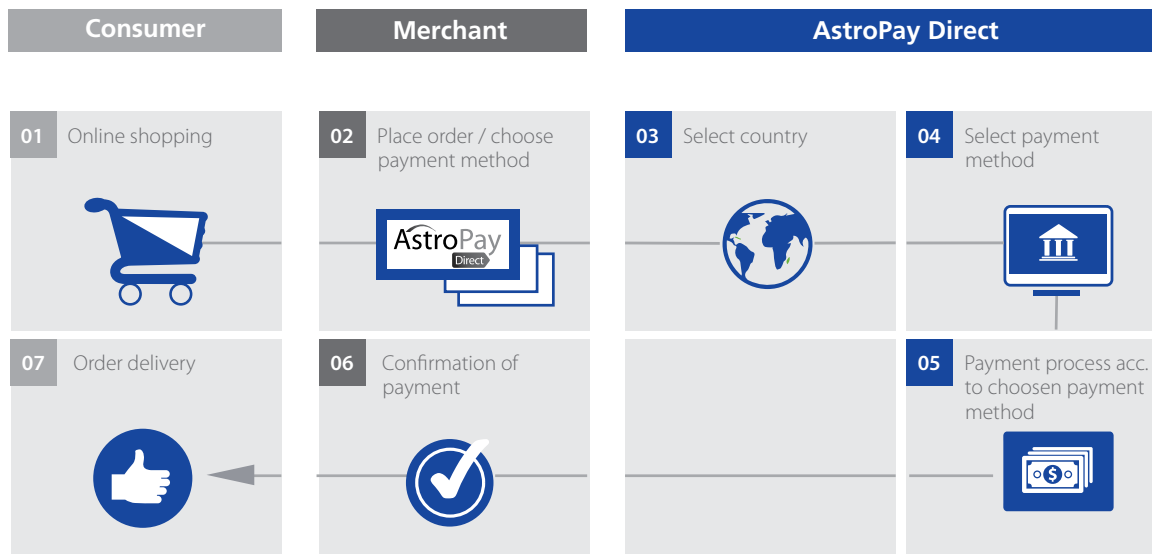 Consumer
Merchant
AstroPay Direct
01
Online shopping
02
Place order / choose
payment method
AstroPay
Direct
03
Select country
04
Select payment
method
07
Order delivery
06
Confirmation of
payment
05
Payment process acc.
to choosen payment
method
$